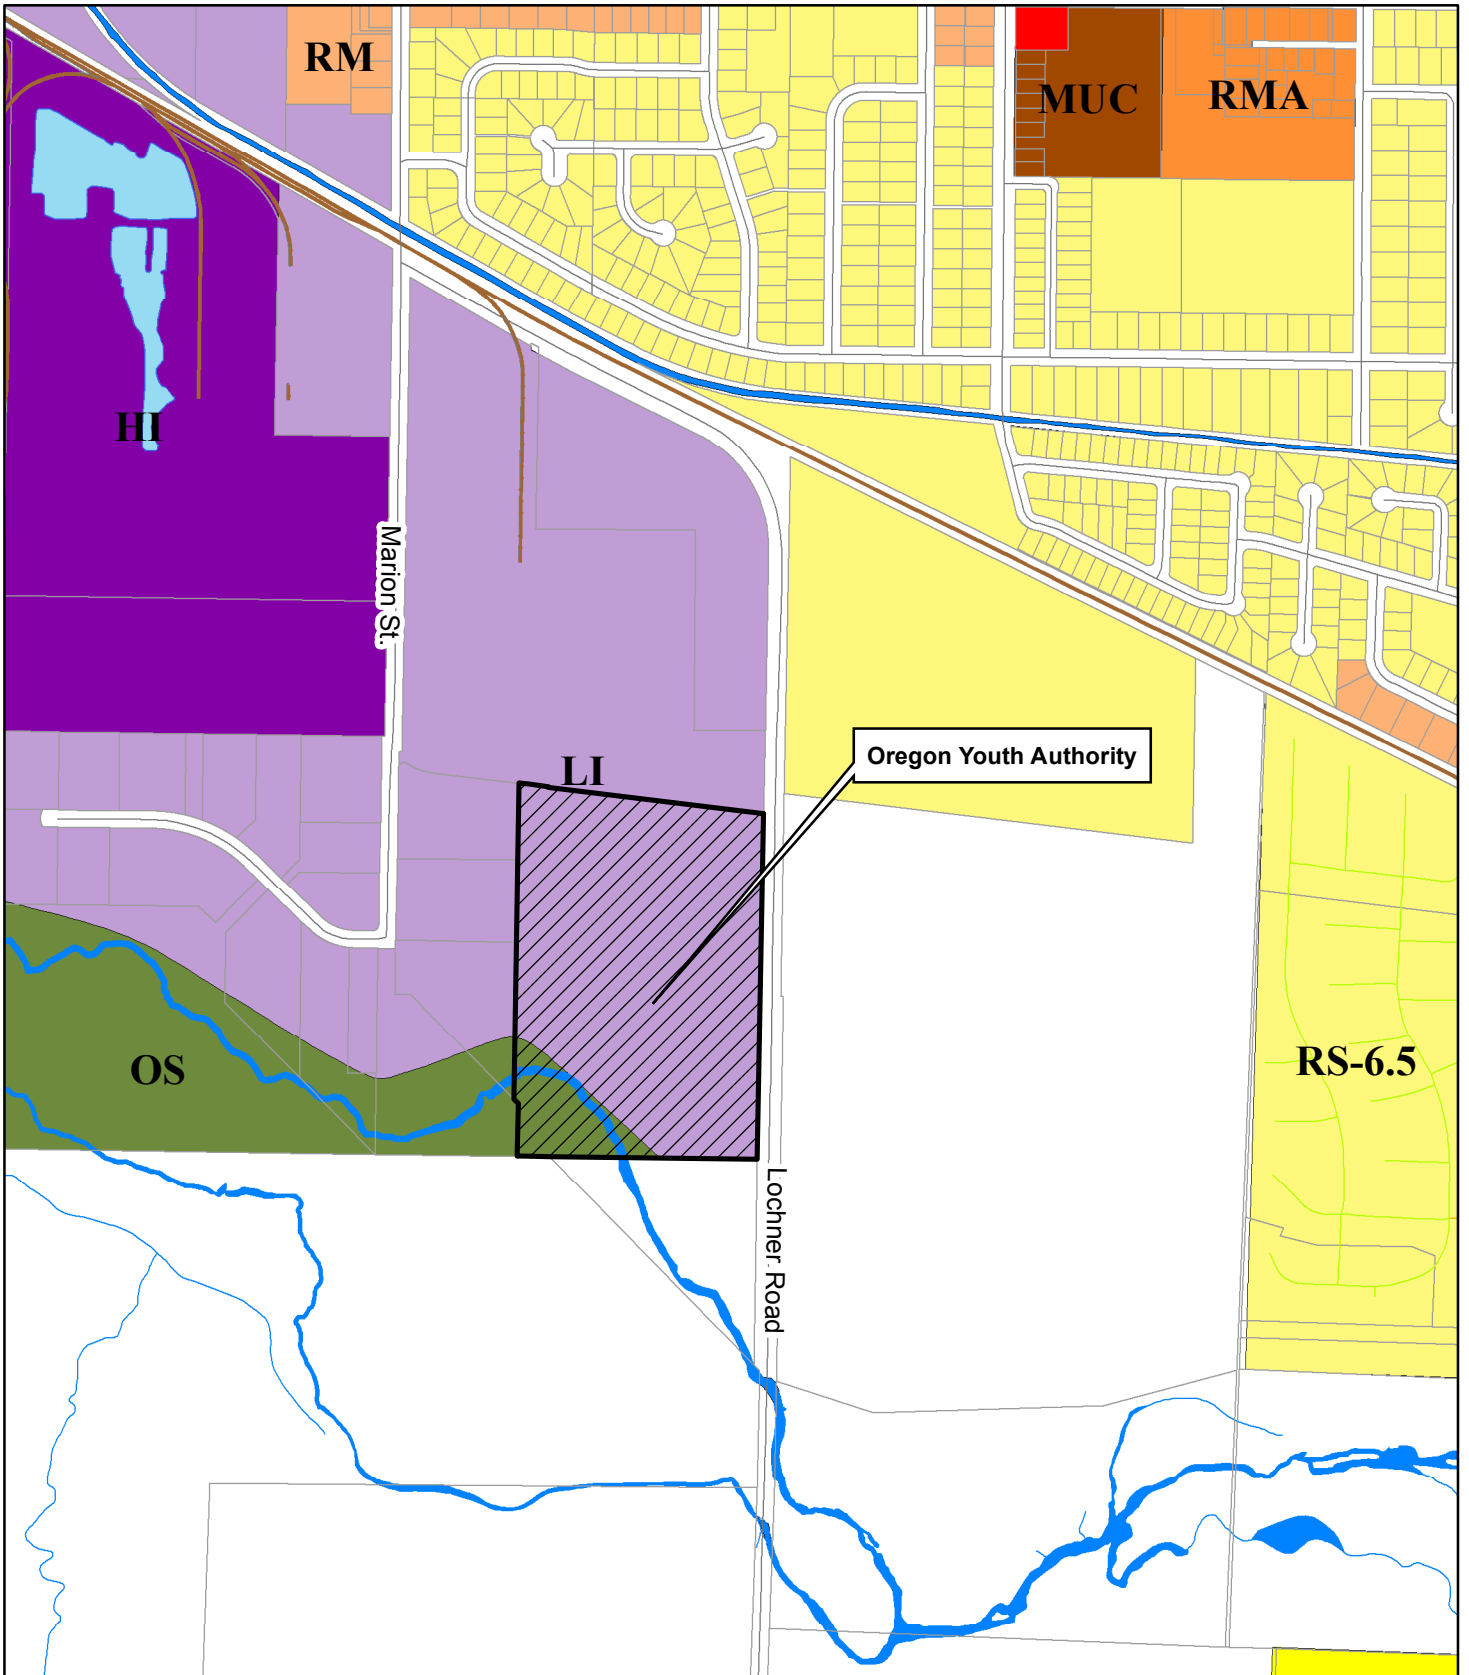 RM
MUC
RMA
HI
Marion St.
Oregon Youth Authority
LI
OS
RS-6.5
Lochner Road